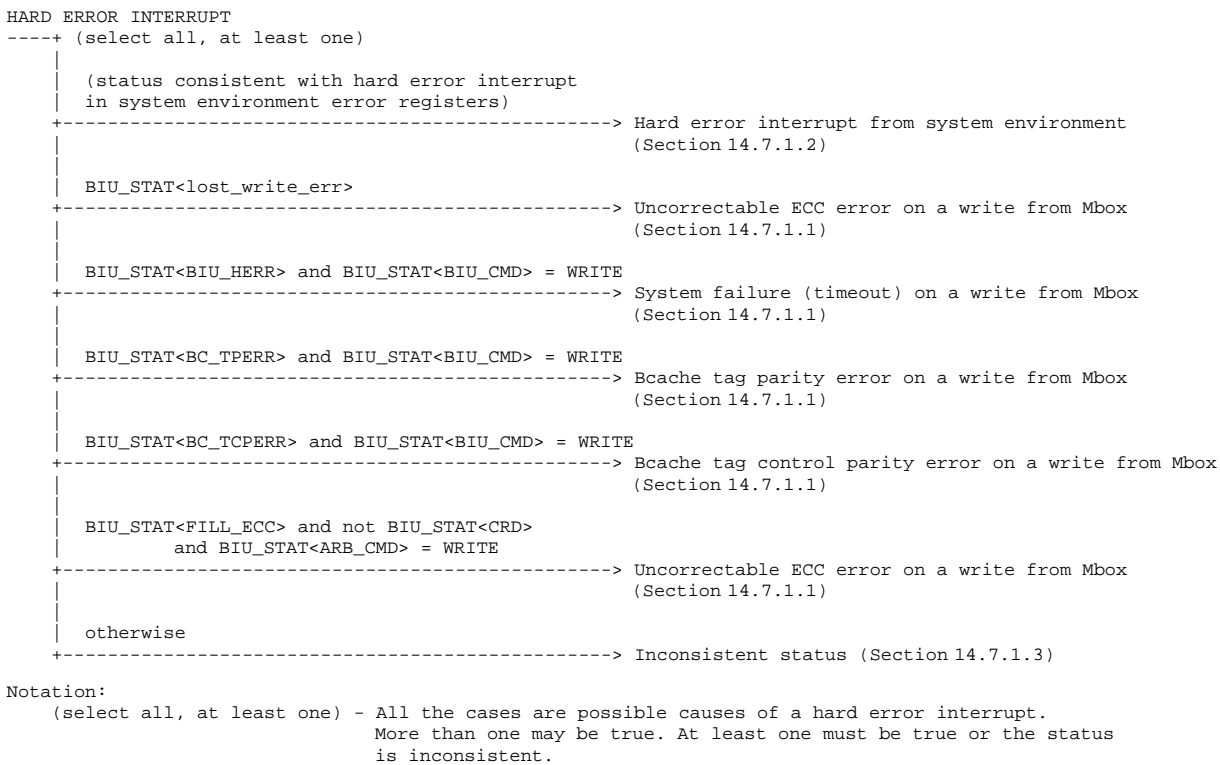 HARD ERROR INTERRUPT
----+ (select all, at least one)
(status consistent with hard error interrupt
in system environment error registers)
+-------------------------------------------------> Hard error interrupt from system environment
(Section 14.7.1.2)
BIU_STAT<lost_write_err>
+-------------------------------------------------> Uncorrectable ECC error on a write from Mbox
(Section 14.7.1.1)
BIU_STAT<BIU_HERR> and BIU_STAT<BIU_CMD> = WRITE
+-------------------------------------------------> System failure (timeout) on a write from Mbox
(Section 14.7.1.1)
BIU_STAT<BC_TPERR> and BIU_STAT<BIU_CMD> = WRITE
+-------------------------------------------------> Bcache tag parity error on a write from Mbox
(Section 14.7.1.1)
BIU_STAT<BC_TCPERR> and BIU_STAT<BIU_CMD> = WRITE
+-------------------------------------------------> Bcache tag control parity error on a write from Mbox
(Section 14.7.1.1)
BIU_STAT<FILL_ECC> and not BIU_STAT<CRD>
and BIU_STAT<ARB_CMD> = WRITE
+-------------------------------------------------> Uncorrectable ECC error on a write from Mbox
(Section 14.7.1.1)
otherwise
+-------------------------------------------------> Inconsistent status (Section 14.7.1.3)
Notation:
(select all, at least one) - All the cases are possible causes of a hard error interrupt.
More than one may be true. At least one must be true or the status
is inconsistent.